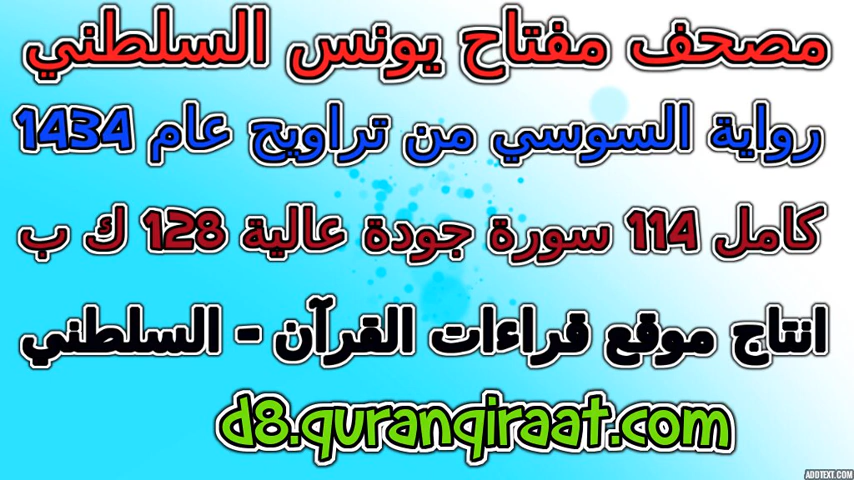 مصحف مفتاح يونس السلطني
رواية السوسي من تراويح عام 1434
كامل 114 سورة جودة عالية 128 ك ب
انتاج موقع قراءات القرآن - السلطني
d8.quranqiraat.com
ADDTEXT.COM